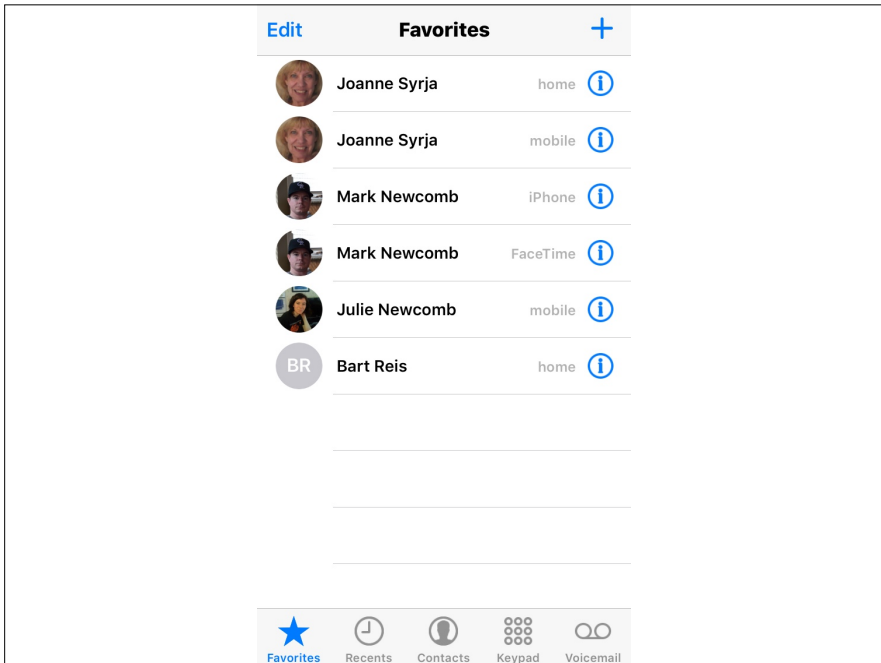 Edit Favorites +
Joanne Syrja home
Joanne Syrja mobile
Mark Newcomb iPhone
Mark Newcomb FaceTime
Julie Newcomb mobile
BR Bart Reis home
Favorites Recents Contacts Keypad Voicemail